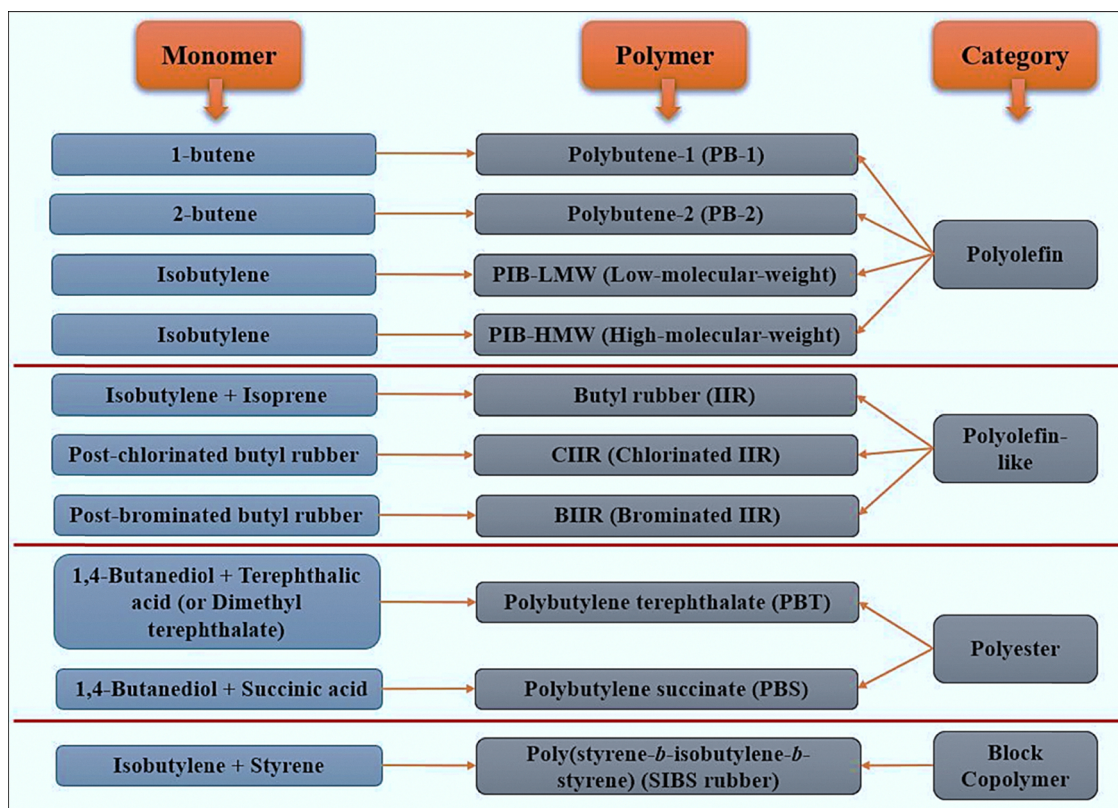 Monomer
Polymer
Category
1-butene
Polybutene-1 (PB-1)
2-butene
Polybutene-2 (PB-2)
Polyolefin
Isobutylene
PIB-LMW (Low-molecular-weight)
Isobutylene
PIB-HMW (High-molecular-weight)
Isobutylene + Isoprene
Butyl rubber (IIR)
Post-chlorinated butyl rubber
CIIR (Chlorinated IIR)
Polyolefin-
like
Post-brominated butyl rubber
BIIR (Brominated IIR)
1,4-Butanediol + Terephthalic
acid (or Dimethyl
terephthalate)
Polybutylene terephthalate (PBT)
Polyester
1,4-Butanediol + Succinic acid
Polybutylene succinate (PBS)
Isobutylene + Styrene
Poly(styrene-b-isobutylene-b-
styrene) (SIBS rubber)
Block
Copolymer